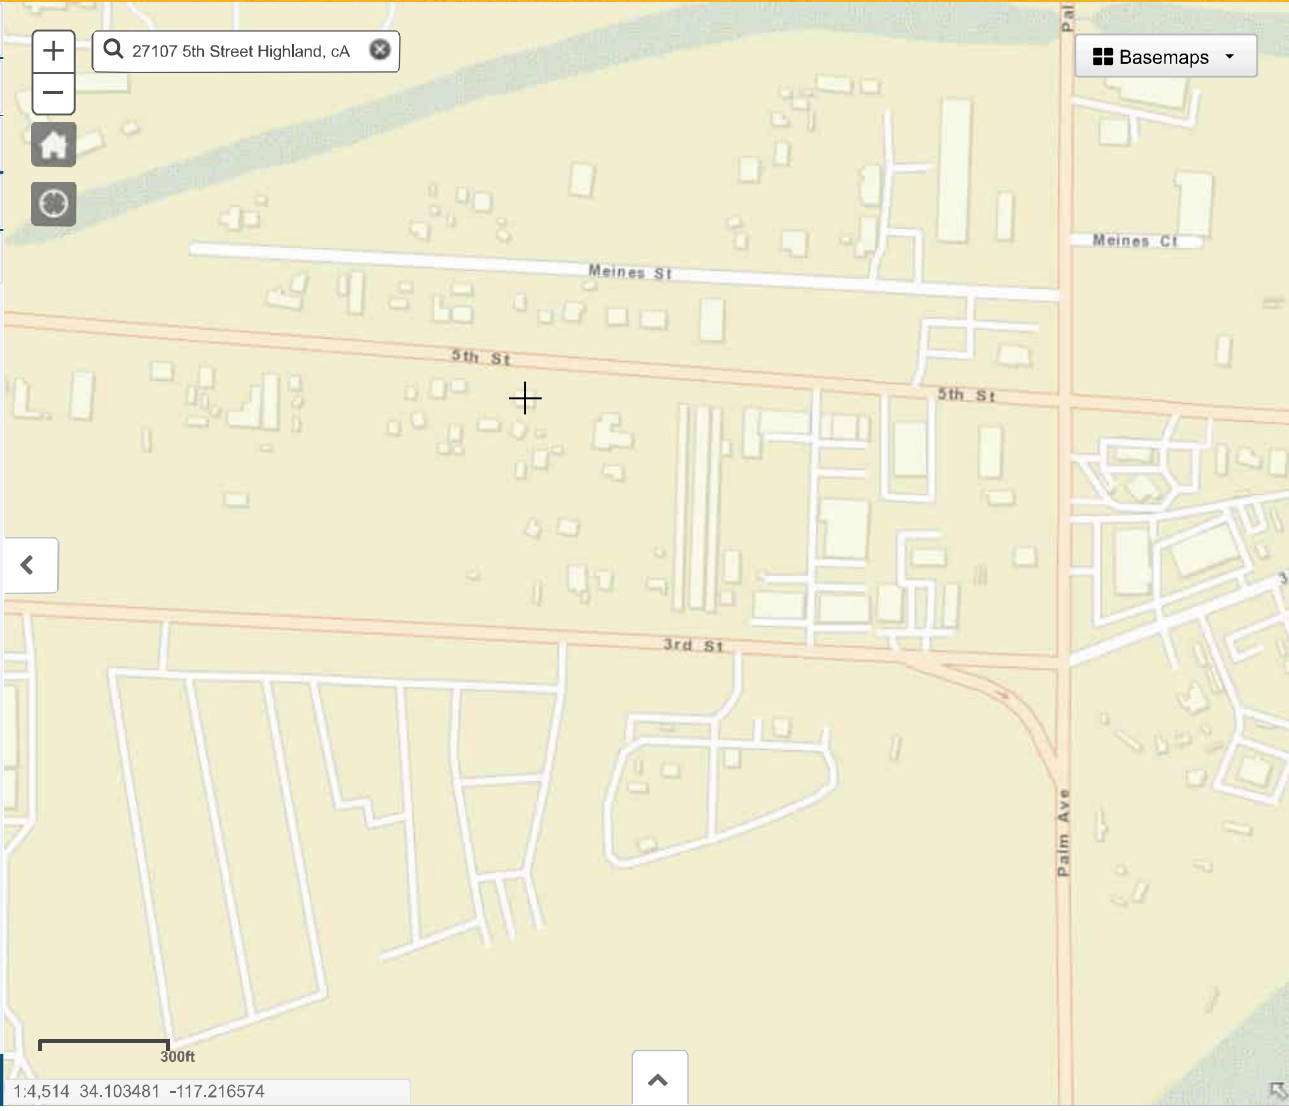 Pal
27107 5th Street Highland, cA
Basemaps
Meines Ct
Meines St
5th St
5th St
3
3rd St
Palm Ave
300ft
1:4,514 34.103481 -117.216574